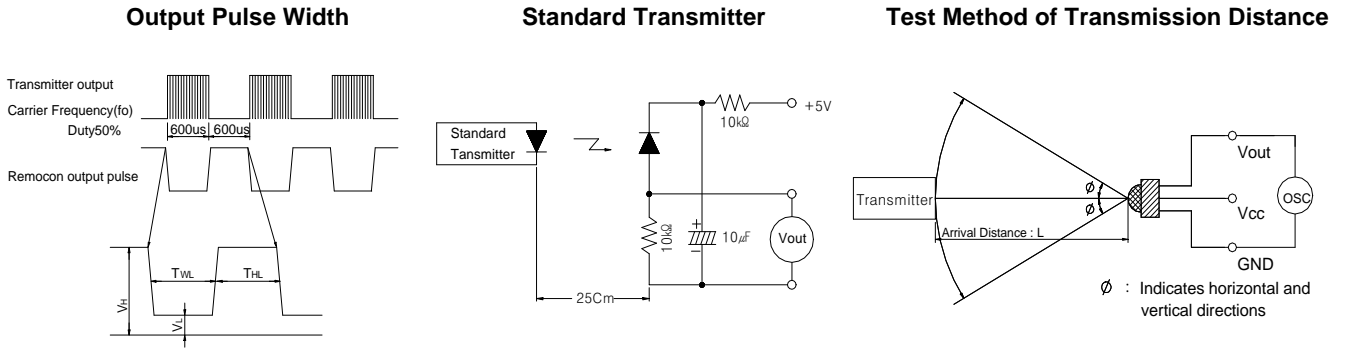 Output Pulse Width
Transmitter output
Carrier Frequency(fo)
Duty50%
600us 600us
Remocon output pulse
TWL THL
VH
VL
Standard Transmitter
+5V
10kΩ
Standard
Tansmitter
10kΩ
+
10㎌
Vout
25Cm
Test Method of Transmission Distance
Vout
Transmitter
ϕ
ϕ
OSC
Vcc
Arrival Distance : L
GND
ϕ : Indicates horizontal and
vertical directions